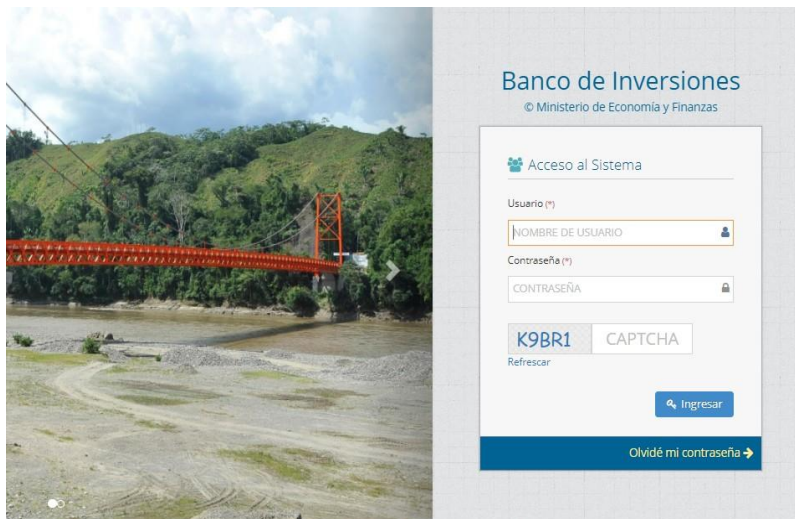 Banco de Inversiones
© Ministerio de Economía y Finanzas
Acceso al Sistema
Usuario (*)
NOMBRE DE USUARIO
Contraseña (*)
CONTRASEÑA
K9BR1 CAPTCHA
Refrescar
Ingresar
Olvidé mi contraseña